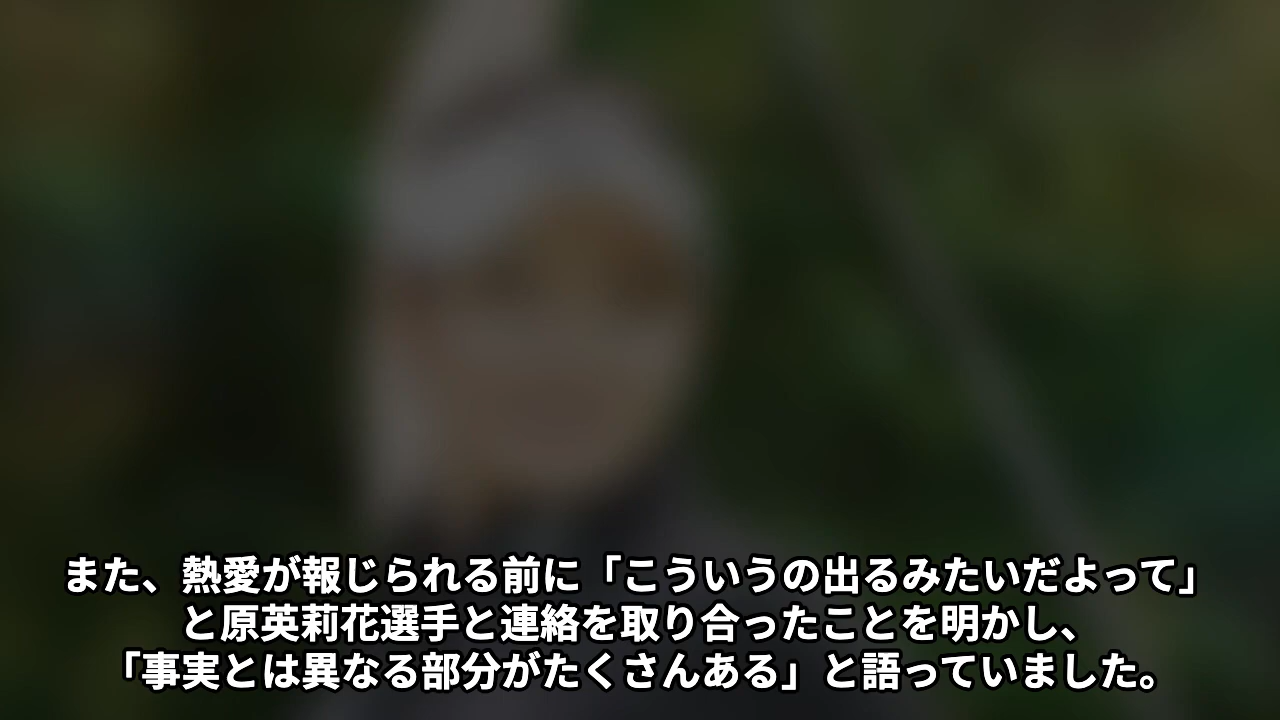 また、熱愛が報じられる前に「こういうの出るみたいだよって」
と原英莉花選手と連絡を取り合ったことを明かし、
「事実とは異なる部分がたくさんある」と語っていました。